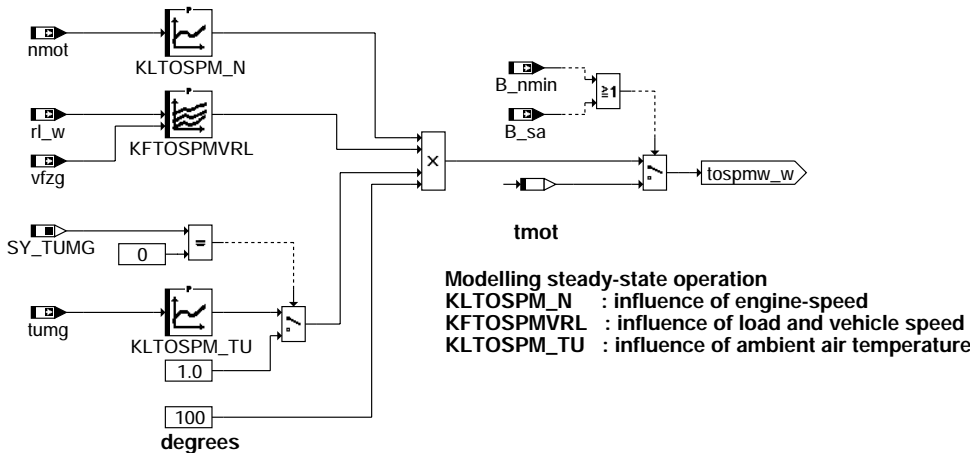 P
nmot
KLTOSPM_N
B_nmin
≥1
P
B_sa
rl_w
KFTOSPMVRL
vfzg
×
tospmw_w
tmot
SY_TUMG
0
=
Modelling steady-state operation
KLTOSPM_N : influence of engine-speed
KFTOSPMVRL : influence of load and vehicle speed
KLTOSPM_TU : influence of ambient air temperature
P
tumg
KLTOSPM_TU
1.0
100
degrees